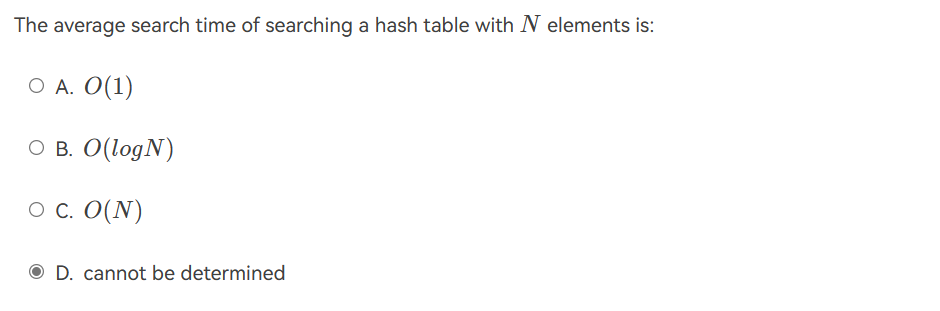 The average search time of searching a hash table with N elements is:
A. O(1)
B. O(logN)
C. O(N)
D. cannot be determined